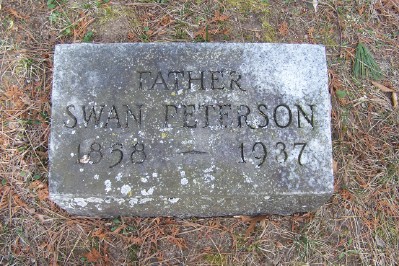 FATHER
SWAN PETERSON
1858 — 1937